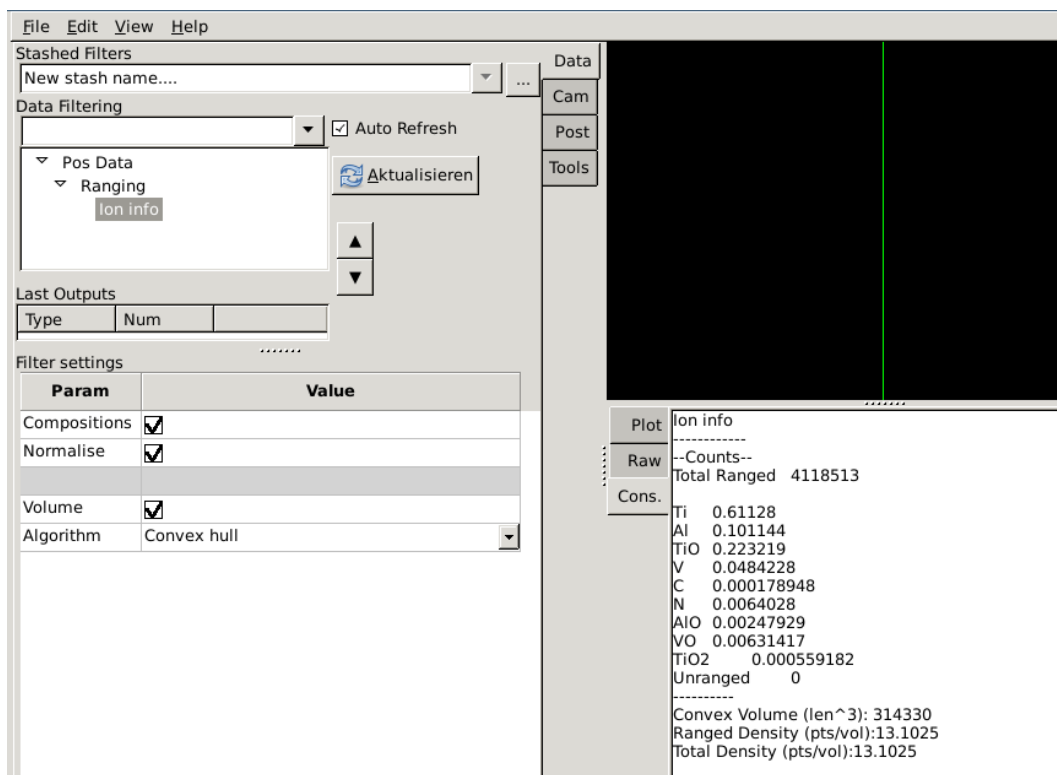 File Edit View Help
Stashed Filters
New stash name....
...
Data Filtering
Auto Refresh
Pos Data
Ranging
Ion info
Aktualisieren
Last Outputs
Type Num
Filter settings
Param Value
Compositions
Normalise
Volume
Algorithm Convex hull
Data
Cam
Post
Tools
Plot
Raw
Cons.
Ion info
------------
--Counts--
Total Ranged 4118513
Ti 0.61128
Al 0.101144
TiO 0.223219
V 0.0484228
C 0.000178948
N 0.0064028
AlO 0.00247929
VO 0.00631417
TiO2 0.000559182
Unranged 0
----------
Convex Volume (len^3): 314330
Ranged Density (pts/vol):13.1025
Total Density (pts/vol):13.1025